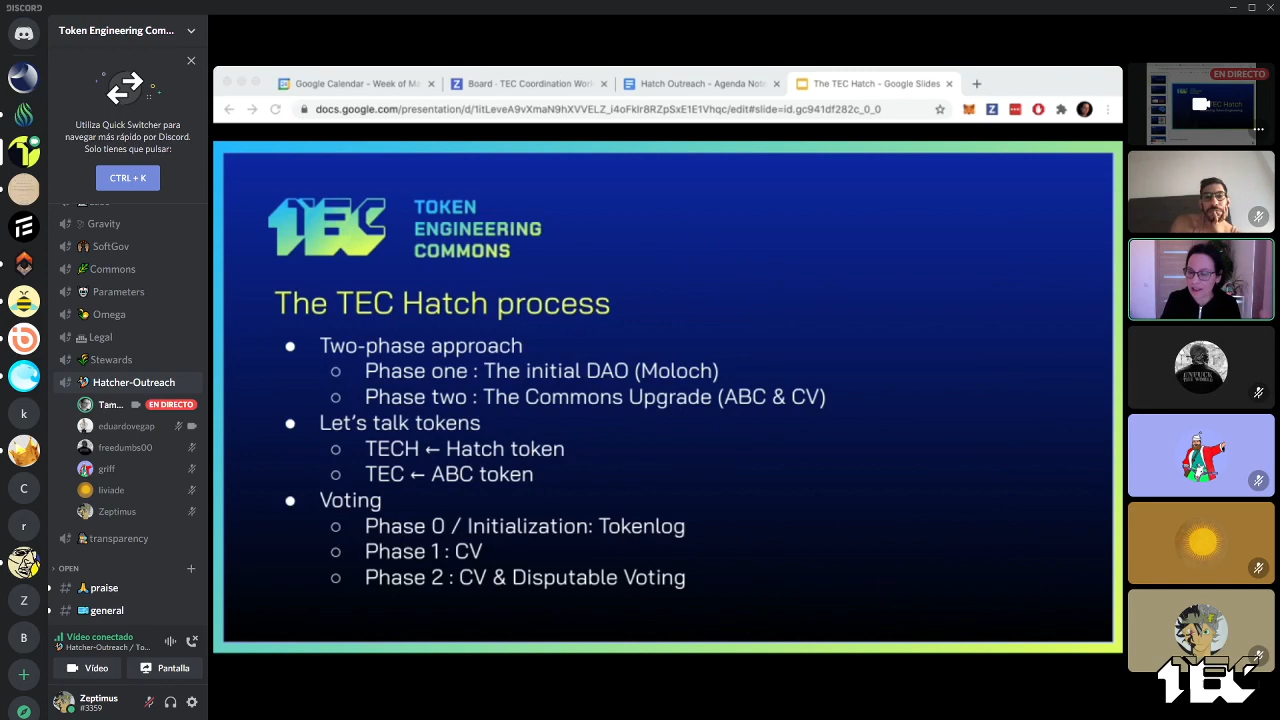 DISCORD
Token Engineering Com...
Utiliza Quick Switcher para
navegar más rápido por Discord.
Solo tienes que pulsar:
CTRL + K
Gravity
SoftGov
Commons
Parameters
Omega
Legal
Stewards
Hatcher-Outreach
Tam...
EN DIRECTO
eduardovegap
freedumbs00
griff
liviade
Zeptimus
transparency
OPEN
praise
general
Vídeo conectado
Hatcher-Outreach / To...
Vídeo
Pantalla
Zeptimus
#3359
k
C
r
Z
B
Google Calendar - Week of Ma
Board · TEC Coordination Work
Hatch Outreach - Agenda Note
The TEC Hatch - Google Slides
docs.google.com/presentation/d/1itLeveA9vXmaN9hXVVELZ_i4oFklr8RZpSxE1E1Vhqc/edit#slide=id.gc941df282c_0_0
TEC
TOKEN
ENGINEERING
COMMONS
The TEC Hatch process
● Two-phase approach
○ Phase one : The initial DAO (Moloch)
○ Phase two : The Commons Upgrade (ABC & CV)
● Let's talk tokens
○ TECH ← Hatch token
○ TEC ← ABC token
● Voting
○ Phase 0 / Initialization: Tokenlog
○ Phase 1 : CV
○ Phase 2 : CV & Disputable Voting
EN DIRECTO
TEC